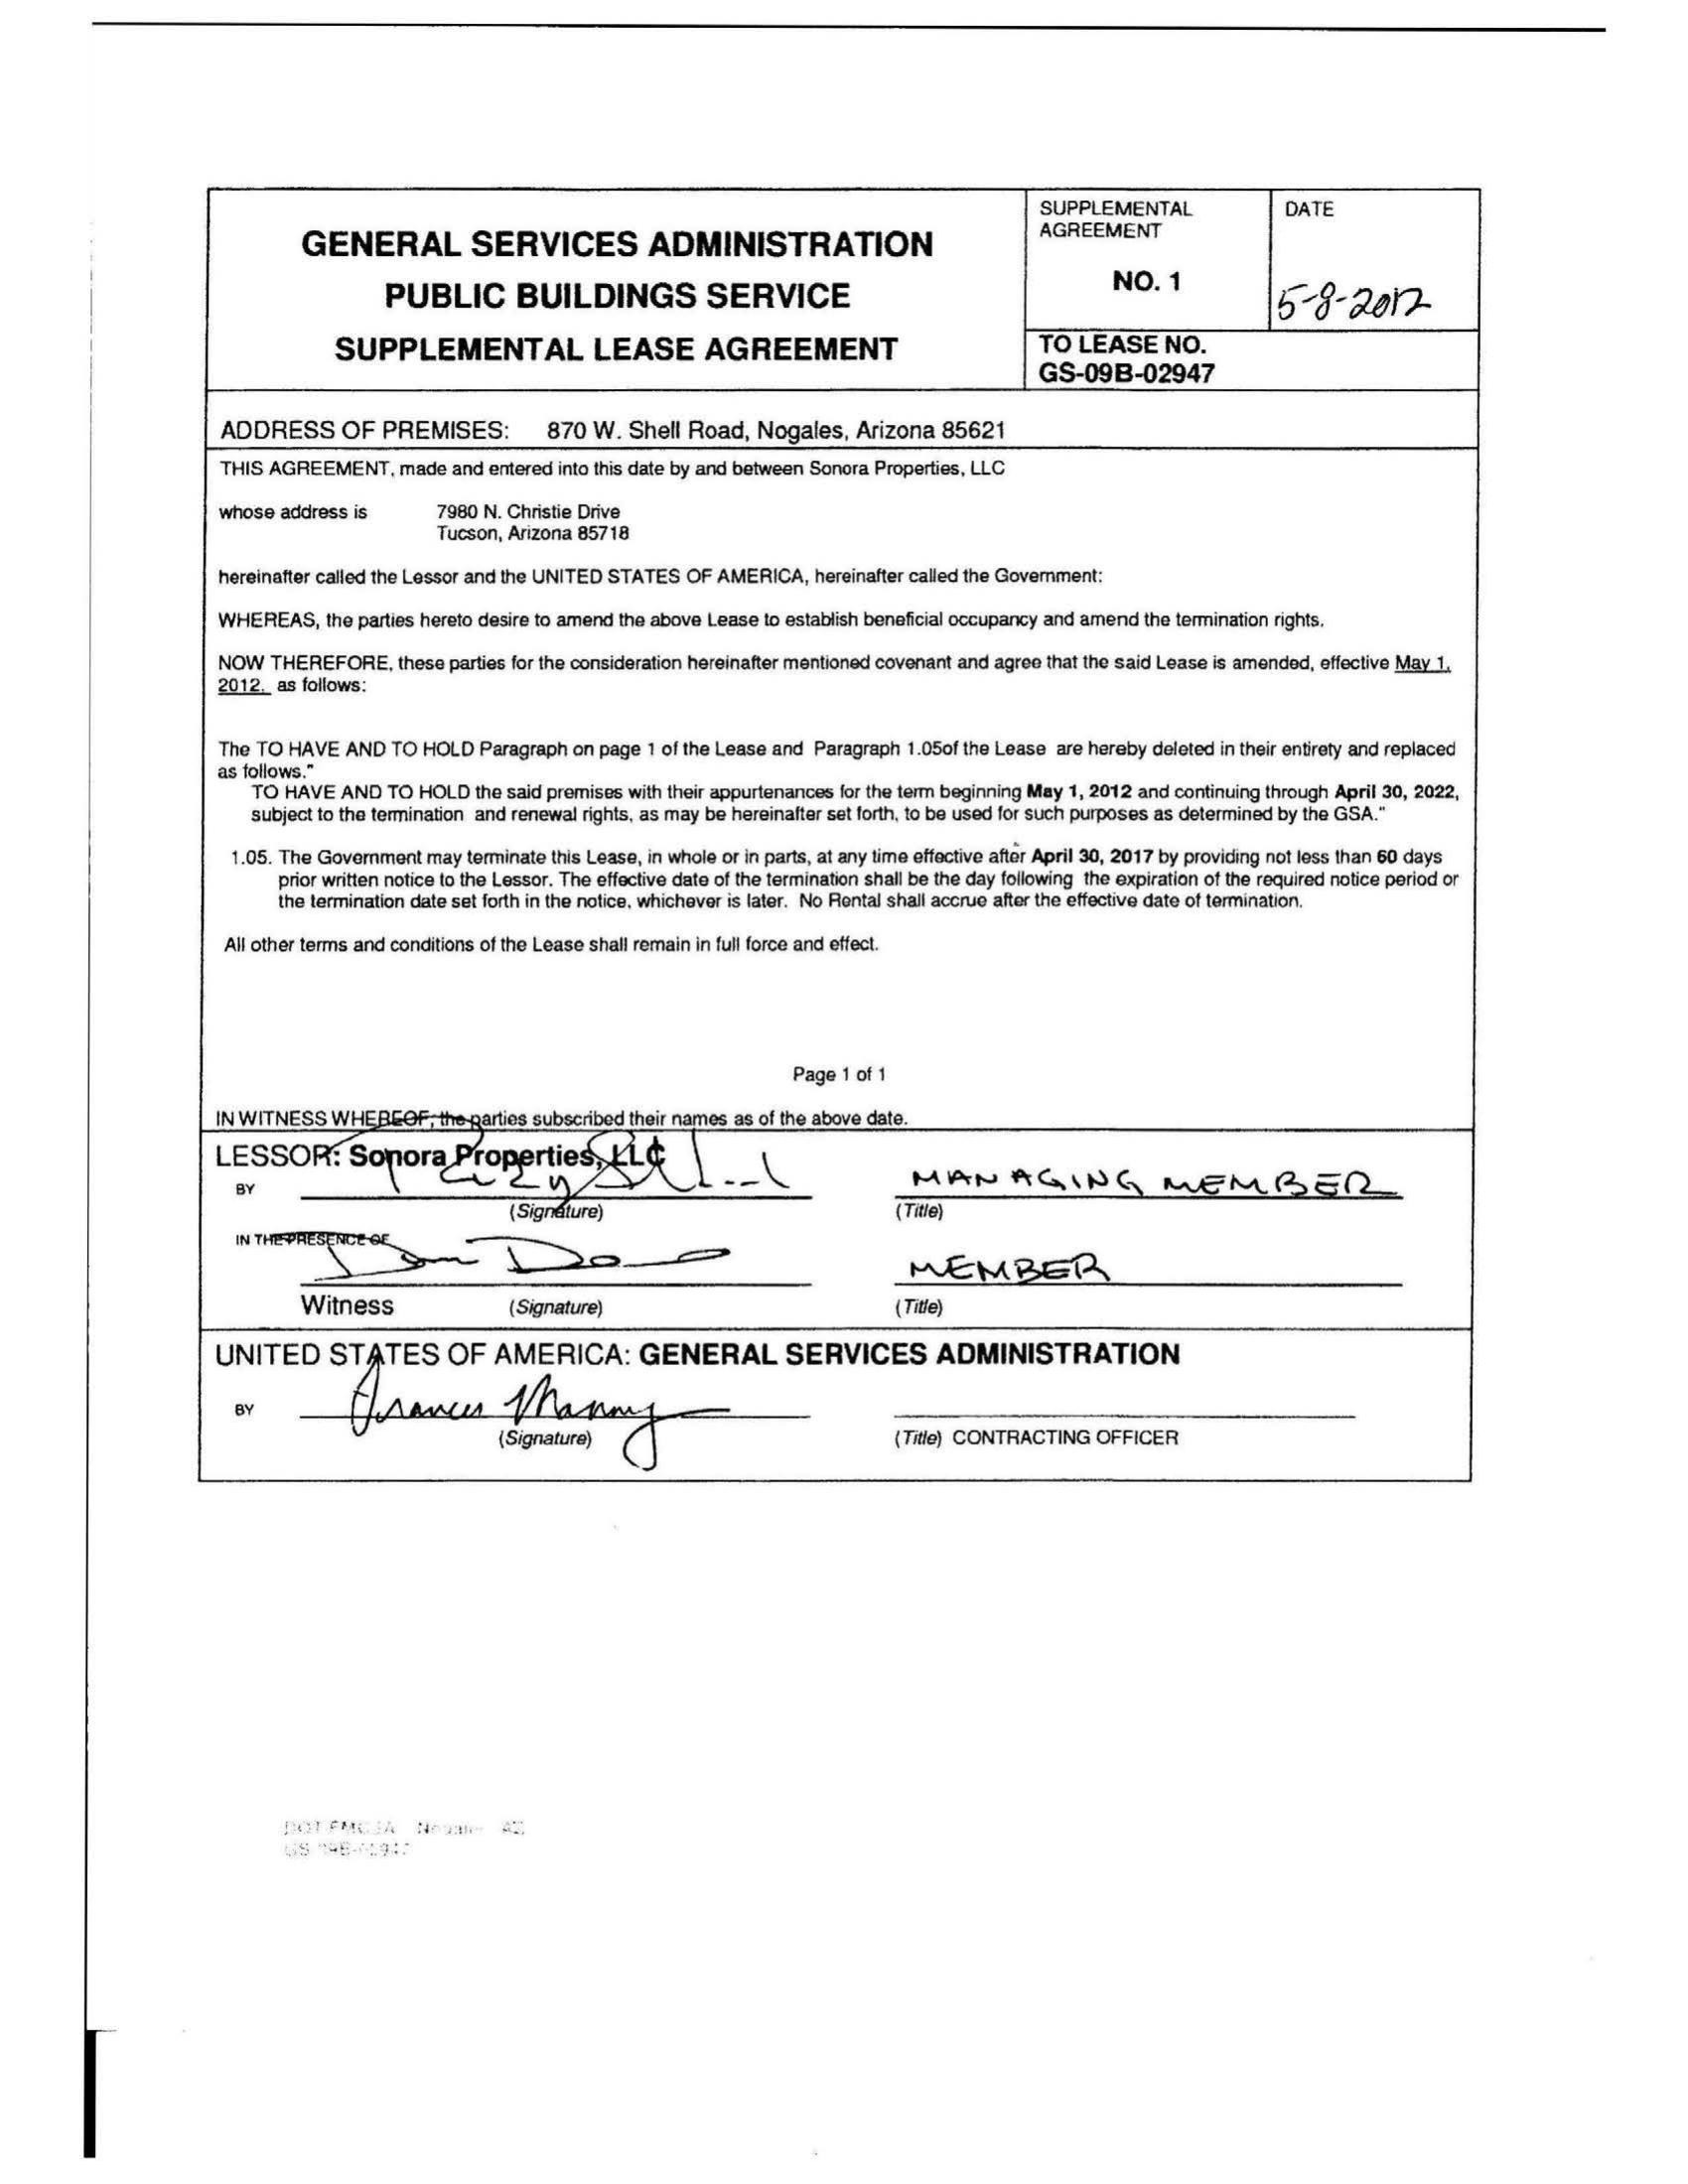 GENERAL SERVICES ADMINISTRATION
PUBLIC BUILDINGS SERVICE
SUPPLEMENTAL LEASE AGREEMENT
SUPPLEMENTAL
AGREEMENT
NO. 1
DATE
5-8-2012
TO LEASE NO.
GS-09B-02947
ADDRESS OF PREMISES: 870 W. Shell Road, Nogales, Arizona 85621
THIS AGREEMENT, made and entered into this date by and between Sonora Properties, LLC
whose address is 7980 N. Christie Drive
Tucson, Arizona 85718
hereinafter called the Lessor and the UNITED STATES OF AMERICA, hereinafter called the Government:
WHEREAS, the parties hereto desire to amend the above Lease to establish beneficial occupancy and amend the termination rights.
NOW THEREFORE, these parties for the consideration hereinafter mentioned covenant and agree that the said Lease is amended, effective May 1,
2012. as follows:
The TO HAVE AND TO HOLD Paragraph on page 1 of the Lease and Paragraph 1.05of the Lease are hereby deleted in their entirety and replaced
as follows."
TO HAVE AND TO HOLD the said premises with their appurtenances for the term beginning May 1, 2012 and continuing through April 30, 2022,
subject to the termination and renewal rights, as may be hereinafter set forth, to be used for such purposes as determined by the GSA."
1.05. The Government may terminate this Lease, in whole or in parts, at any time effective after April 30, 2017 by providing not less than 60 days
prior written notice to the Lessor. The effective date of the termination shall be the day following the expiration of the required notice period or
the termination date set forth in the notice, whichever is later. No Rental shall accrue after the effective date of termination.
All other terms and conditions of the Lease shall remain in full force and effect.
Page 1 of 1
IN WITNESS WHEREOF, the parties subscribed their names as of the above date.
LESSOR: Sonora Properties, LLC
BY
MANAGING MEMBER
(Signature) (Title)
IN THE PRESENCE OF
MEMBER
Witness (Signature) (Title)
UNITED STATES OF AMERICA: GENERAL SERVICES ADMINISTRATION
BY Frances Manny
(Signature) (Title) CONTRACTING OFFICER